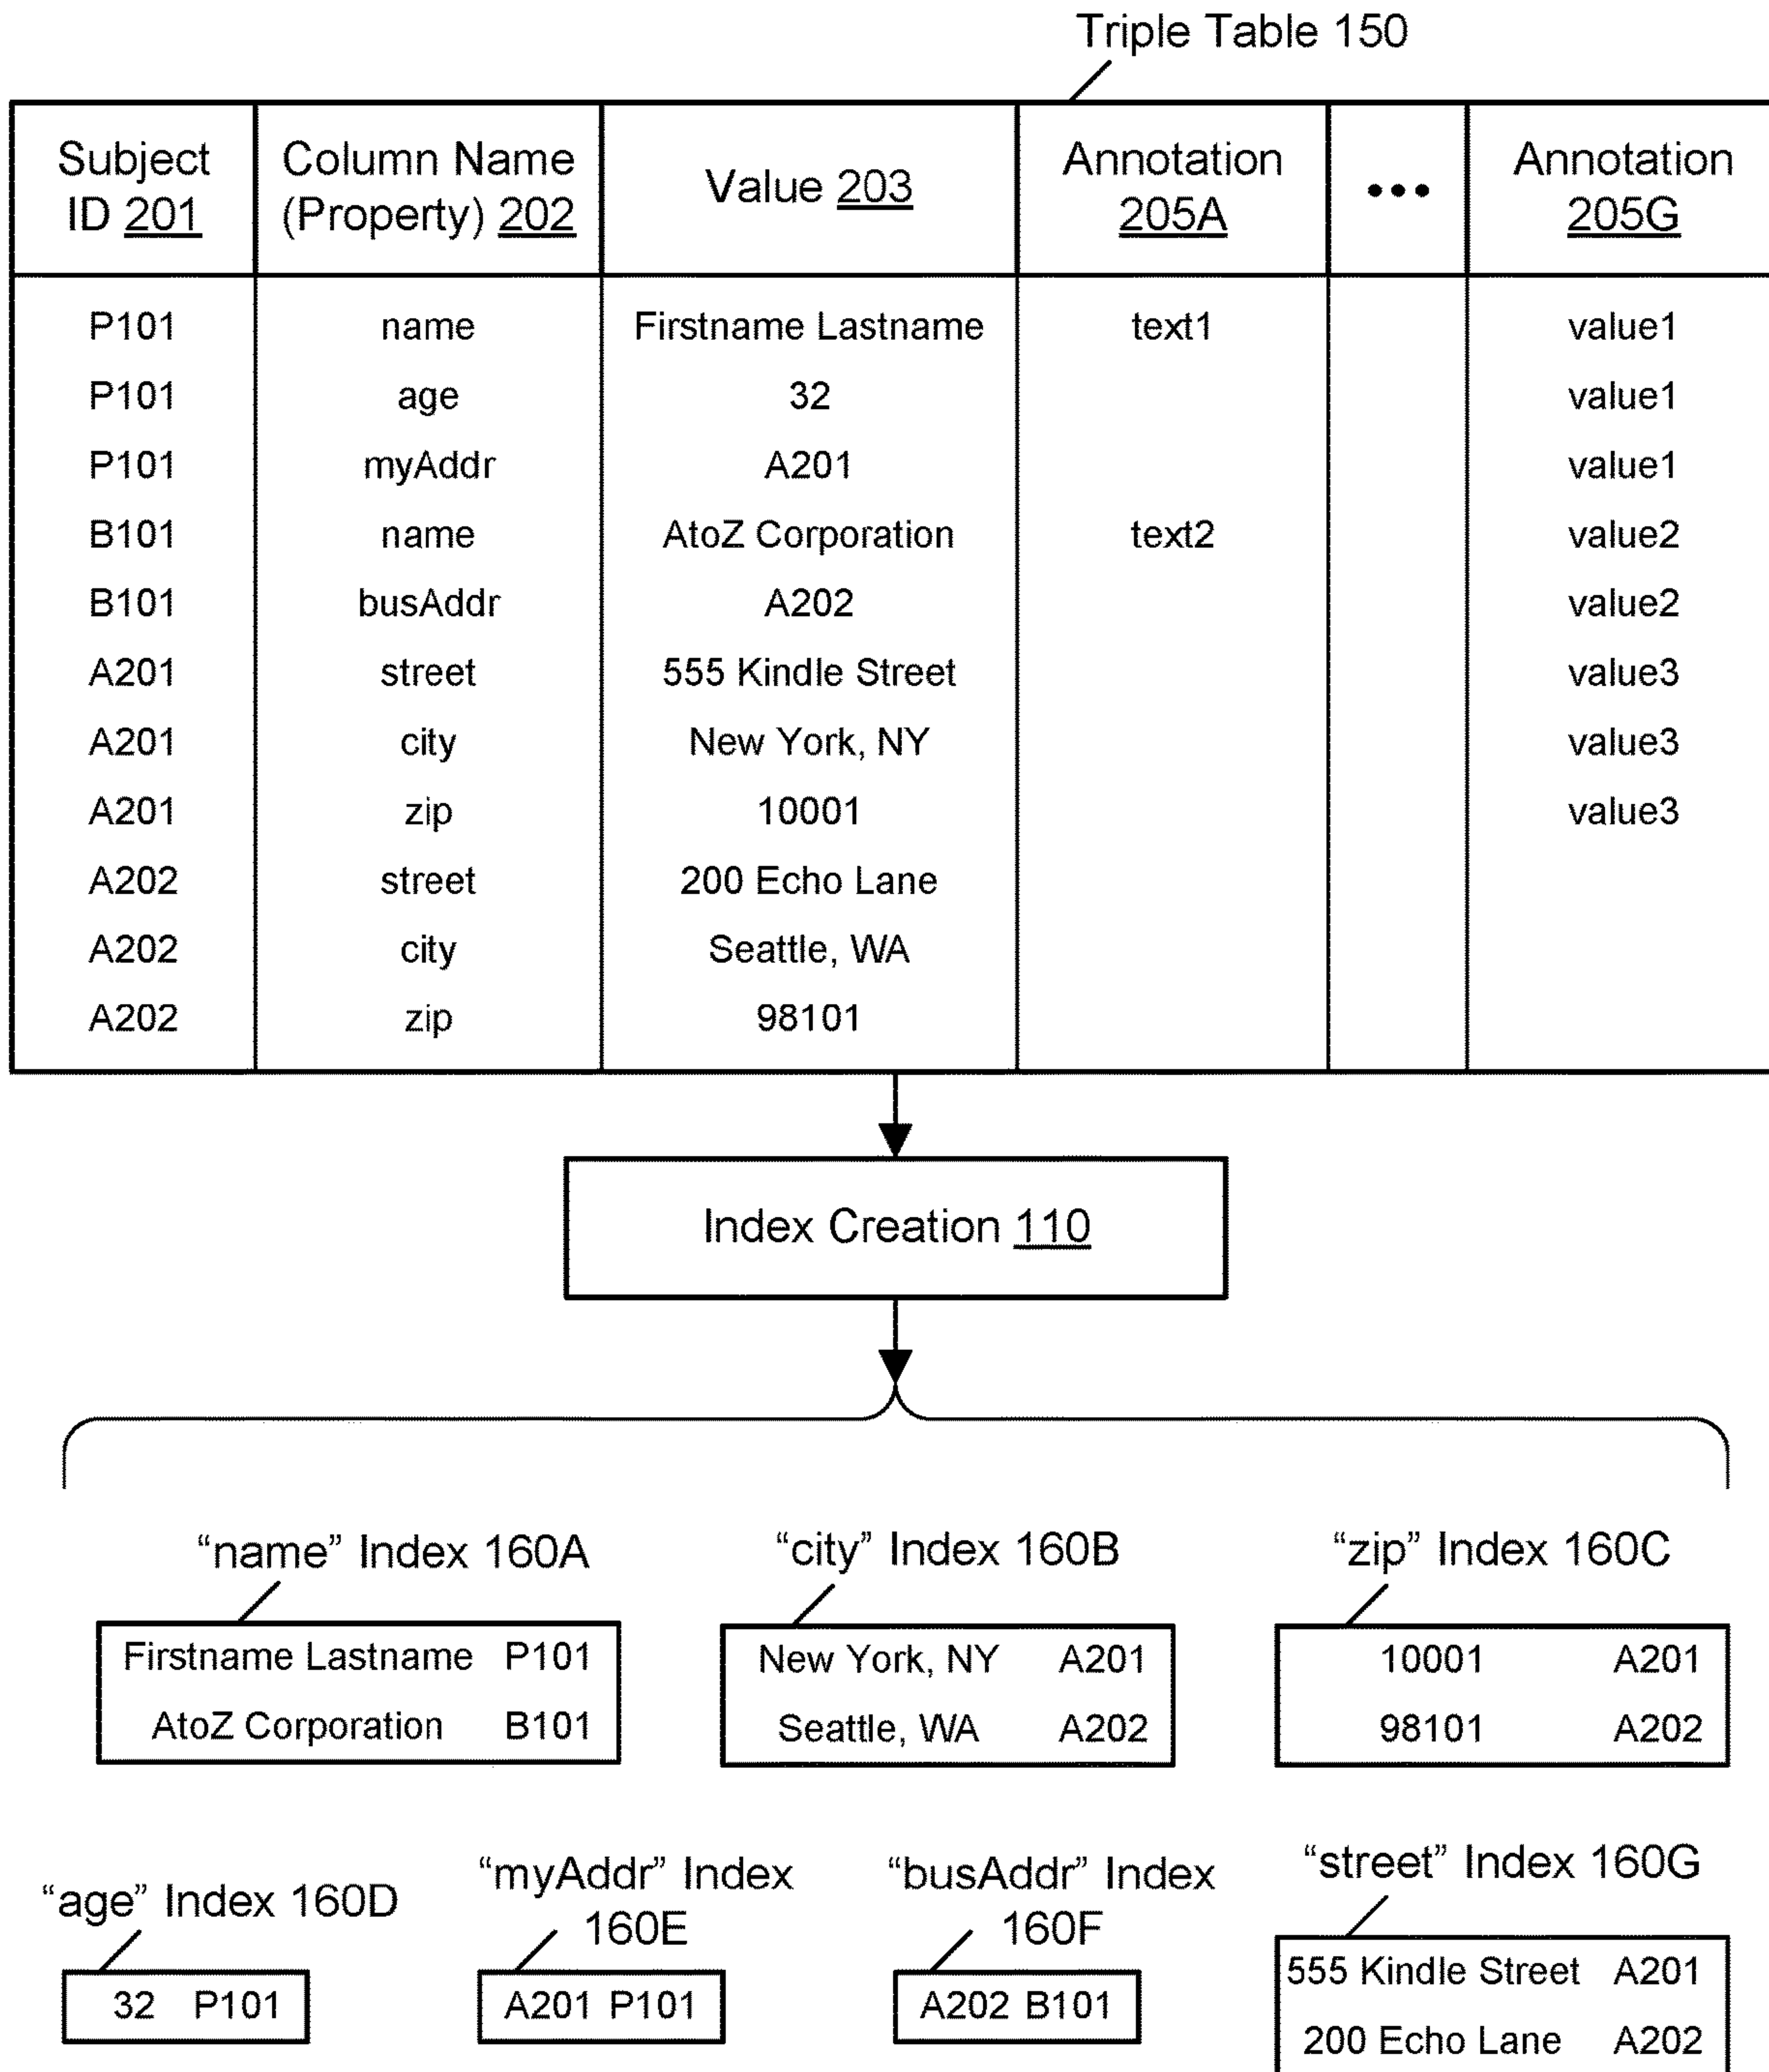 Triple Table 150
Subject ID 201 Column Name (Property) 202 Value 203 Annotation 205A ••• Annotation 205G
P101 name Firstname Lastname text1 value1
P101 age 32 value1
P101 myAddr A201 value1
B101 name AtoZ Corporation text2 value2
B101 busAddr A202 value2
A201 street 555 Kindle Street value3
A201 city New York, NY value3
A201 zip 10001 value3
A202 street 200 Echo Lane
A202 city Seattle, WA
A202 zip 98101
Index Creation 110
“name” Index 160A
Firstname Lastname P101
AtoZ Corporation B101
“city” Index 160B
New York, NY A201
Seattle, WA A202
“zip” Index 160C
10001 A201
98101 A202
“age” Index 160D
32 P101
“myAddr” Index
160E
A201 P101
“busAddr” Index
160F
A202 B101
“street” Index 160G
555 Kindle Street A201
200 Echo Lane A202